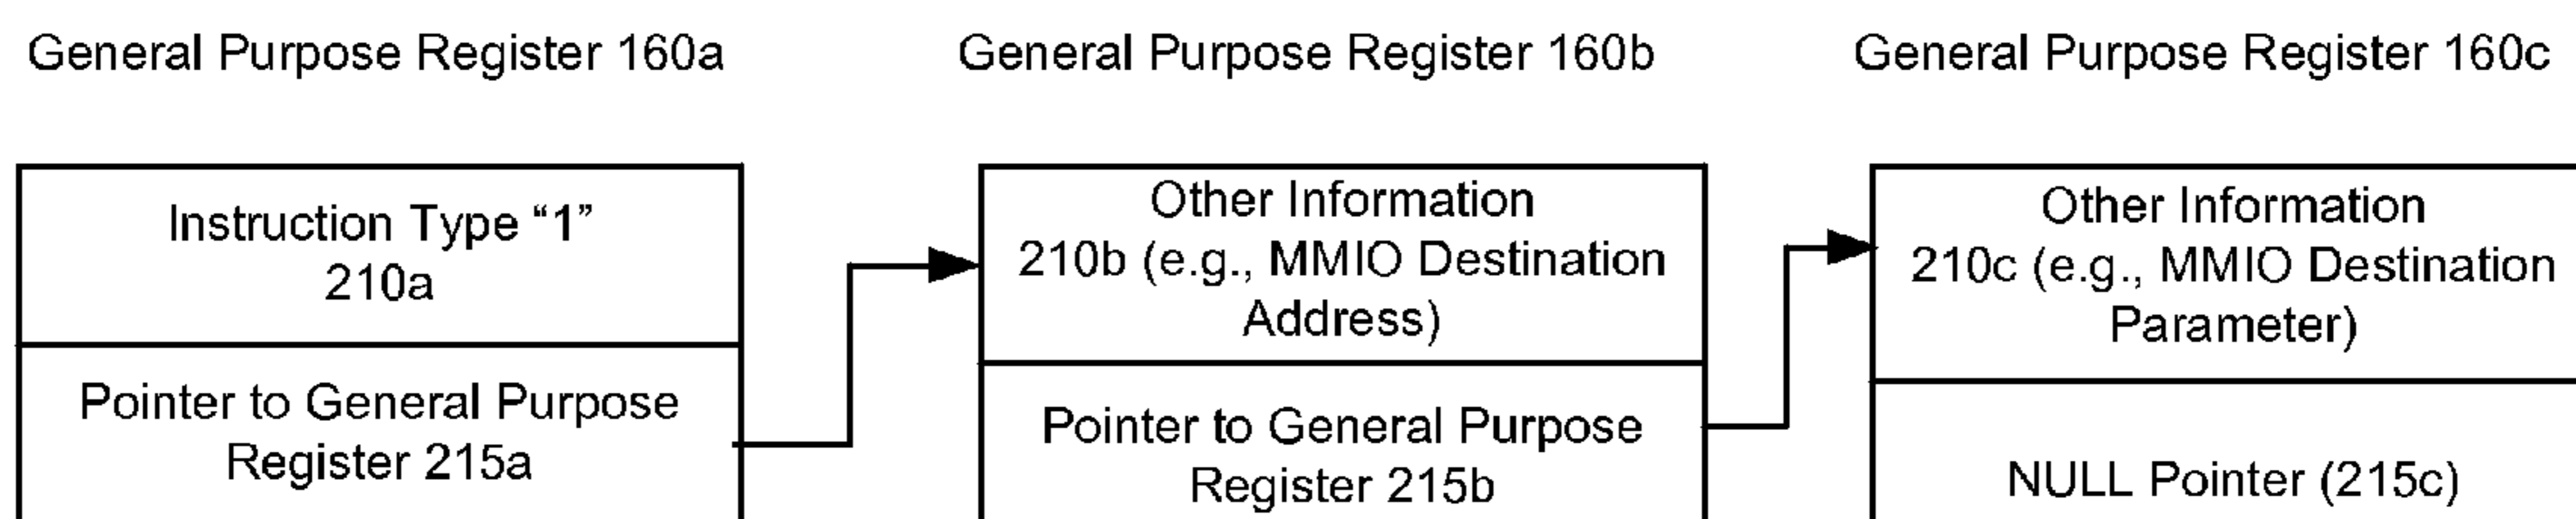 General Purpose Register 160a
General Purpose Register 160b
General Purpose Register 160c
Instruction Type “1”
210a
Pointer to General Purpose
Register 215a
Other Information
210b (e.g., MMIO Destination
Address)
Pointer to General Purpose
Register 215b
Other Information
210c (e.g., MMIO Destination
Parameter)
NULL Pointer (215c)